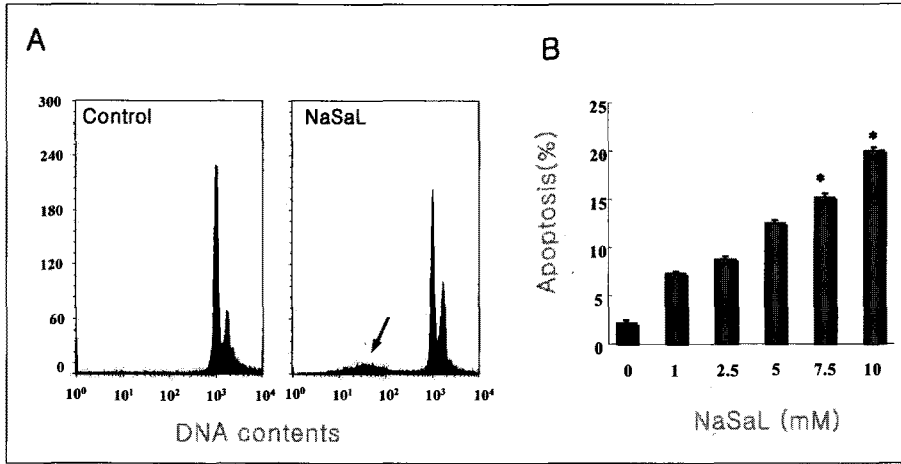 A
300
240
180
120
60
0
Control
10⁰ 10¹ 10² 10³ 10⁴
NaSaL
10⁰ 10¹ 10² 10³ 10⁴
DNA contents
B
Apoptosis(%)
25
20
15
10
5
0
*
*
0 1 2.5 5 7.5 10
NaSaL (mM)